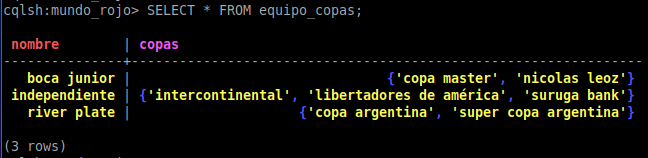 cqlsh:mundo_rojo> SELECT * FROM equipo_copas;
nombre | copas
---------------+---------------------------------------------------------------
boca junior | {'copa master', 'nicolas leoz'}
independiente | {'intercontinental', 'libertadores de américa', 'suruga bank'}
river plate | {'copa argentina', 'super copa argentina'}
(3 rows)